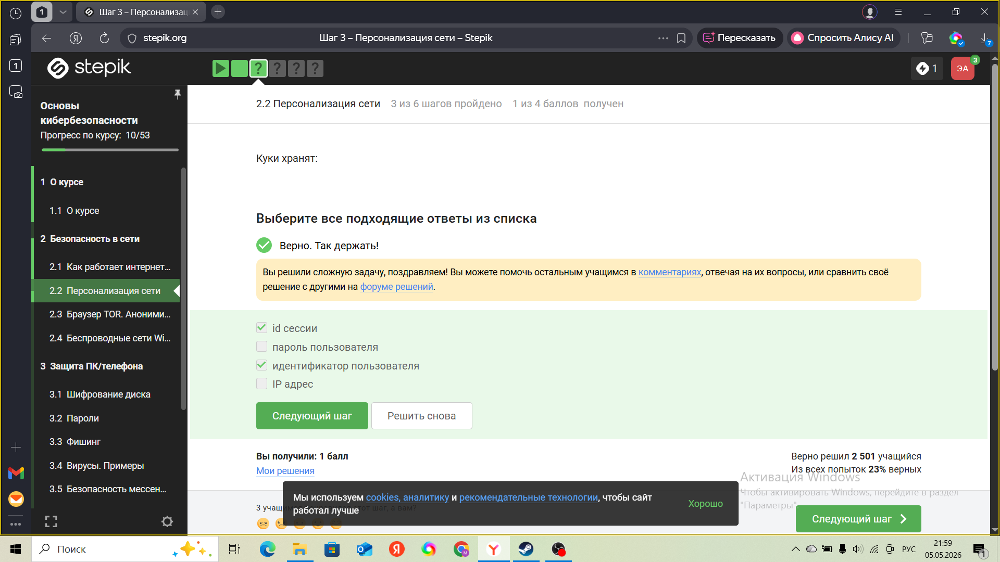 1
Шаг 3 – Персонализац
stepik.org
Шаг 3 – Персонализация сети – Stepik
Пересказать
Спросить Алису AI
7
1
stepik
? ? ? ?
1
ЭА
3
Основы
кибербезопасности
Прогресс по курсу: 10/53
1 О курсе
1.1 О курсе
2 Безопасность в сети
2.1 Как работает интернет...
2.2 Персонализация сети
2.3 Браузер TOR. Аноними...
2.4 Беспроводные сети Wi...
3 Защита ПК/телефона
3.1 Шифрование диска
3.2 Пароли
3.3 Фишинг
3.4 Вирусы. Примеры
3.5 Безопасность мессен...
2.2 Персонализация сети 3 из 6 шагов пройдено 1 из 4 баллов получен
Куки хранят:
Выберите все подходящие ответы из списка
Верно. Так держать!
Вы решили сложную задачу, поздравляем! Вы можете помочь остальным учащимся в комментариях, отвечая на их вопросы, или сравнить своё
решение с другими на форуме решений.
id сессии
пароль пользователя
идентификатор пользователя
IP адрес
Следующий шаг
Решить снова
Вы получили: 1 балл
Мои решения
Верно решил 2 501 учащийся
Из всех попыток 23% верных
Активация Windows
Чтобы активировать Windows, перейдите в раздел
"Параметры".
3 учащимся понравился этот шаг, а вам?
Мы используем cookies, аналитику и рекомендательные технологии, чтобы сайт
работал лучше
Хорошо
Следующий шаг
Поиск
РУС
21:59
05.05.2026
1